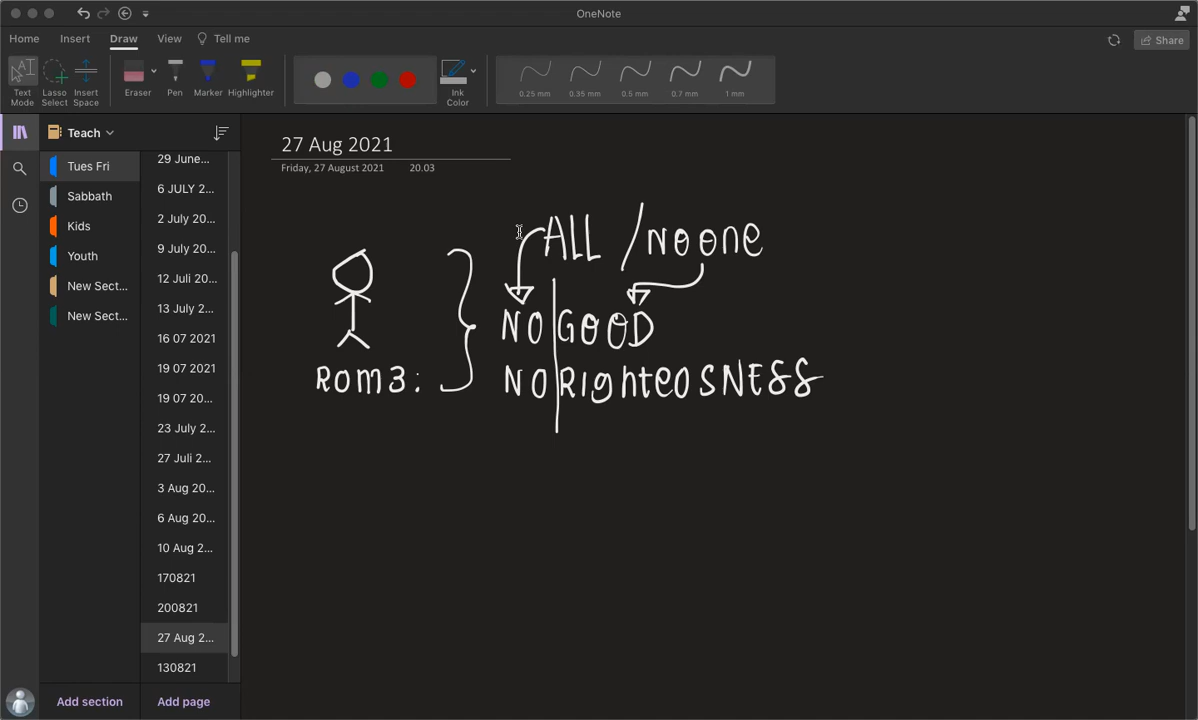 OneNote
Home Insert Draw View Tell me
Share
Text Mode
Lasso Select
Insert Space
Eraser
Pen
Marker
Highlighter
Ink Color
0.25 mm 0.35 mm 0.5 mm 0.7 mm 1 mm
Teach
Tues Fri
Sabbath
Kids
Youth
New Sect...
New Sect...
Add section
29 June...
6 JULY 2...
2 July 20...
9 July 20...
12 Juli 20...
13 July 2...
16 07 2021
19 07 2021
19 07 20...
23 July 2...
27 Juli 2...
3 Aug 20...
6 Aug 20...
10 Aug 2...
170821
200821
27 Aug 2...
130821
Add page
27 Aug 2021
Friday, 27 August 2021 20.03
ALL / No one
NO GOOD
Rom 3: NO RighteosNESS